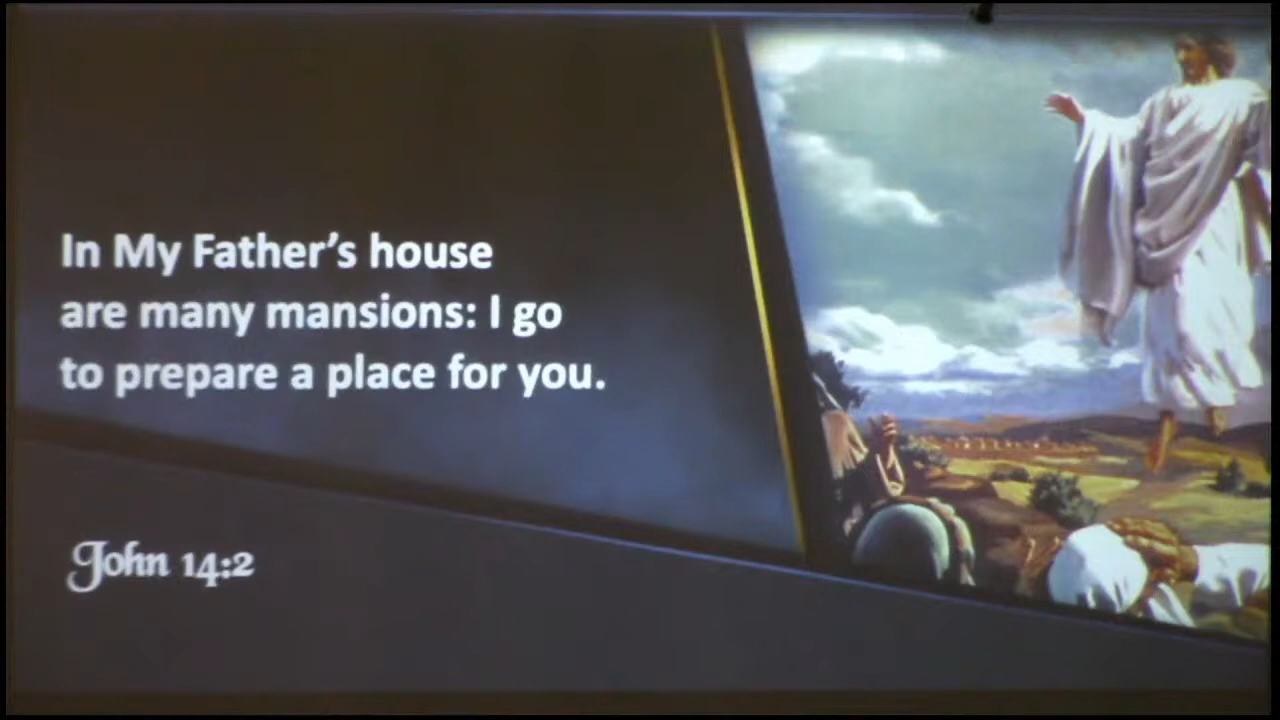 In My Father’s house
are many mansions: I go
to prepare a place for you.
John 14:2